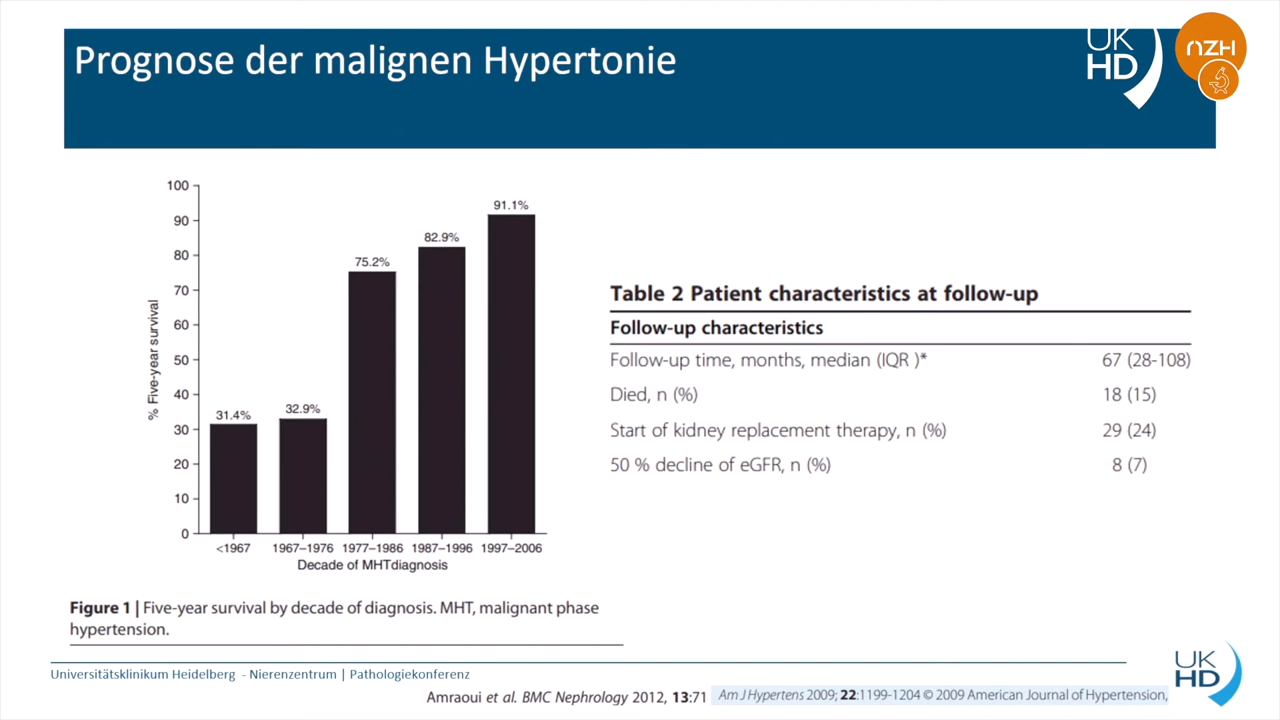 Prognose der malignen Hypertonie
UK
HD
nZH
100
90
80
70
60
50
40
30
20
10
0
% Five-year survival
31.4%
32.9%
75.2%
82.9%
91.1%
<1967
1967–1976
1977–1986
1987–1996
1997–2006
Decade of MHTdiagnosis
Figure 1 | Five-year survival by decade of diagnosis. MHT, malignant phase
hypertension.
Table 2 Patient characteristics at follow-up
Follow-up characteristics
Follow-up time, months, median (IQR )* 67 (28-108)
Died, n (%) 18 (15)
Start of kidney replacement therapy, n (%) 29 (24)
50 % decline of eGFR, n (%) 8 (7)
Universitätsklinikum Heidelberg - Nierenzentrum | Pathologiekonferenz
Amraoui et al. BMC Nephrology 2012, 13:71
Am J Hypertens 2009; 22:1199-1204 © 2009 American Journal of Hypertension,
UK
HD